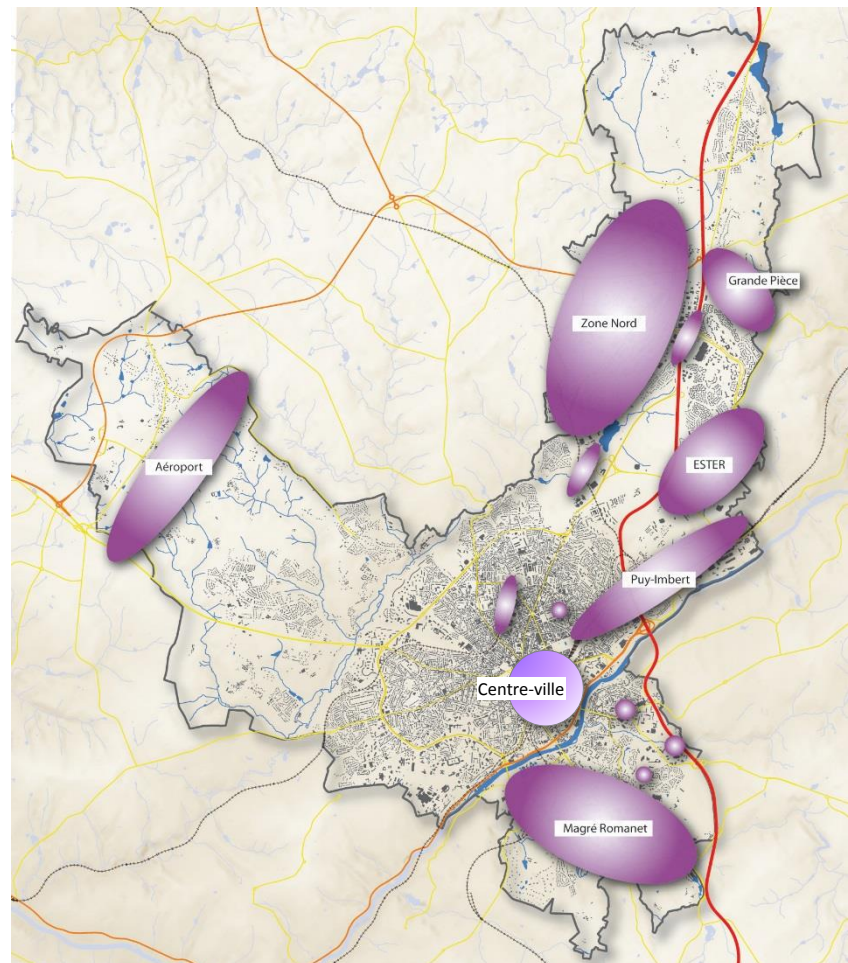 Grande Pièce
Zone Nord
Aéroport
ESTER
Puy-Imbert
Centre-ville
Magré Romanet